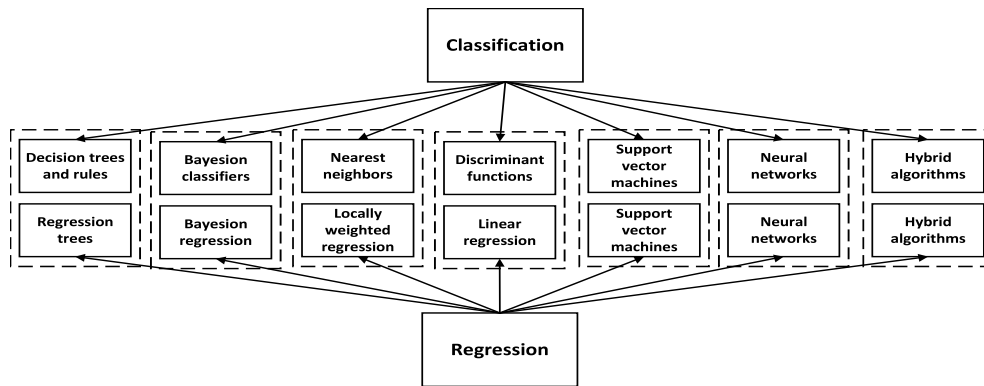 Classification
Decision trees
and rules
Bayesion
classifiers
Nearest
neighbors
Discriminant
functions
Support
vector
machines
Neural
networks
Hybrid
algorithms
Regression
trees
Bayesion
regression
Locally
weighted
regression
Linear
regression
Support
vector
machines
Neural
networks
Hybrid
algorithms
Regression